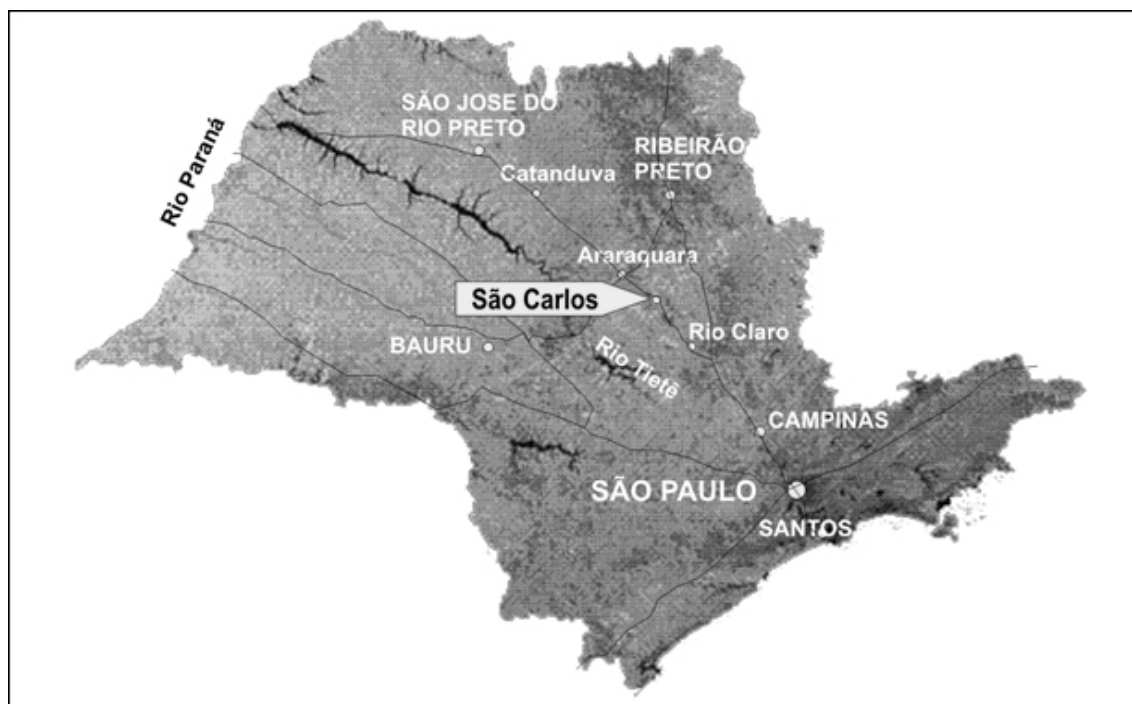 SÃO JOSE DO
RIO PRETO
RIBEIRÃO
PRETO
Rio Paraná
Catanduva
Araraquara
São Carlos
Rio Claro
BAURU
Rio Tietê
CAMPINAS
SÃO PAULO
SANTOS